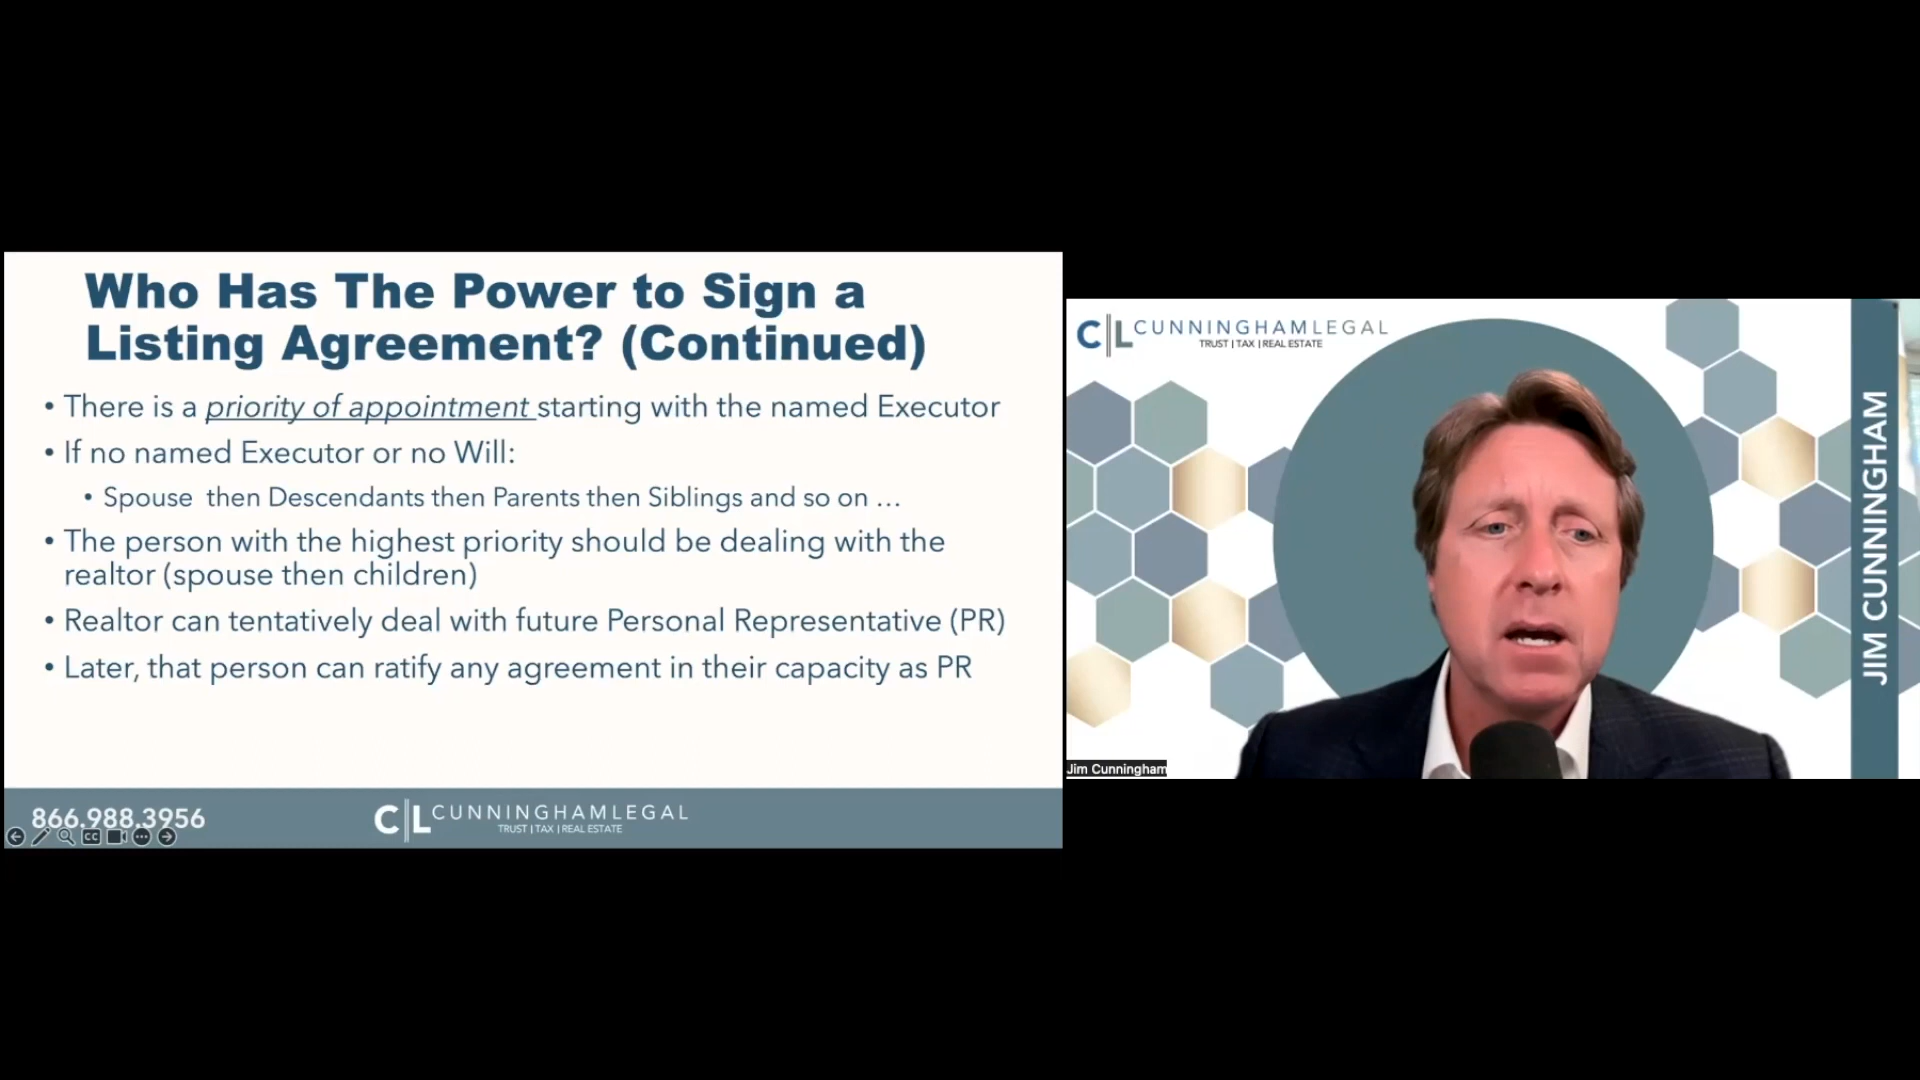 Who Has The Power to Sign a
Listing Agreement? (Continued)
• There is a priority of appointment starting with the named Executor
• If no named Executor or no Will:
• Spouse then Descendants then Parents then Siblings and so on ...
• The person with the highest priority should be dealing with the
realtor (spouse then children)
• Realtor can tentatively deal with future Personal Representative (PR)
• Later, that person can ratify any agreement in their capacity as PR
866.988.3956
CL CUNNINGHAMLEGAL
TRUST | TAX | REAL ESTATE
CC
CL CUNNINGHAMLEGAL
TRUST | TAX | REAL ESTATE
JIM CUNNINGHAM
Jim Cunningham